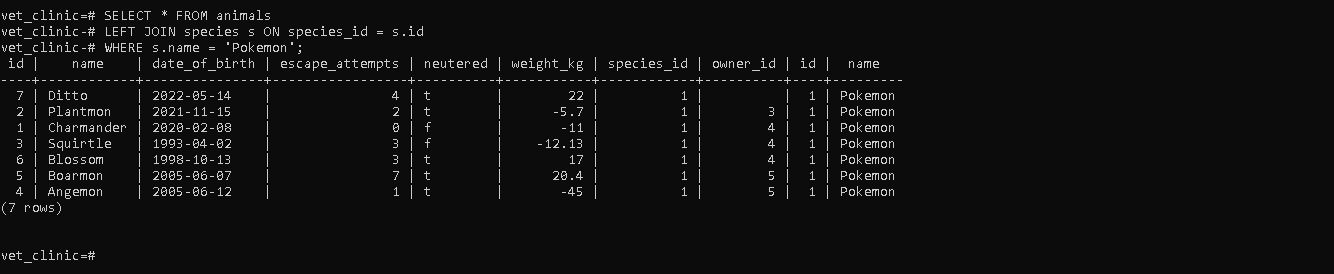 vet_clinic=# SELECT * FROM animals
vet_clinic-# LEFT JOIN species s ON species_id = s.id
vet_clinic-# WHERE s.name = 'Pokemon';
 id |    name    | date_of_birth | escape_attempts | neutered | weight_kg | species_id | owner_id | id |  name
----+------------+---------------+-----------------+----------+-----------+------------+----------+----+---------
  7 | Ditto      | 2022-05-14    |               4 | t        |        22 |          1 |          |  1 | Pokemon
  2 | Plantmon   | 2021-11-15    |               2 | t        |      -5.7 |          1 |        3 |  1 | Pokemon
  1 | Charmander | 2020-02-08    |               0 | f        |       -11 |          1 |        4 |  1 | Pokemon
  3 | Squirtle   | 1993-04-02    |               3 | f        |    -12.13 |          1 |        4 |  1 | Pokemon
  6 | Blossom    | 1998-10-13    |               3 | t        |        17 |          1 |        4 |  1 | Pokemon
  5 | Boarmon    | 2005-06-07    |               7 | t        |      20.4 |          1 |        5 |  1 | Pokemon
  4 | Angemon    | 2005-06-12    |               1 | t        |       -45 |          1 |        5 |  1 | Pokemon
(7 rows)
vet_clinic=#